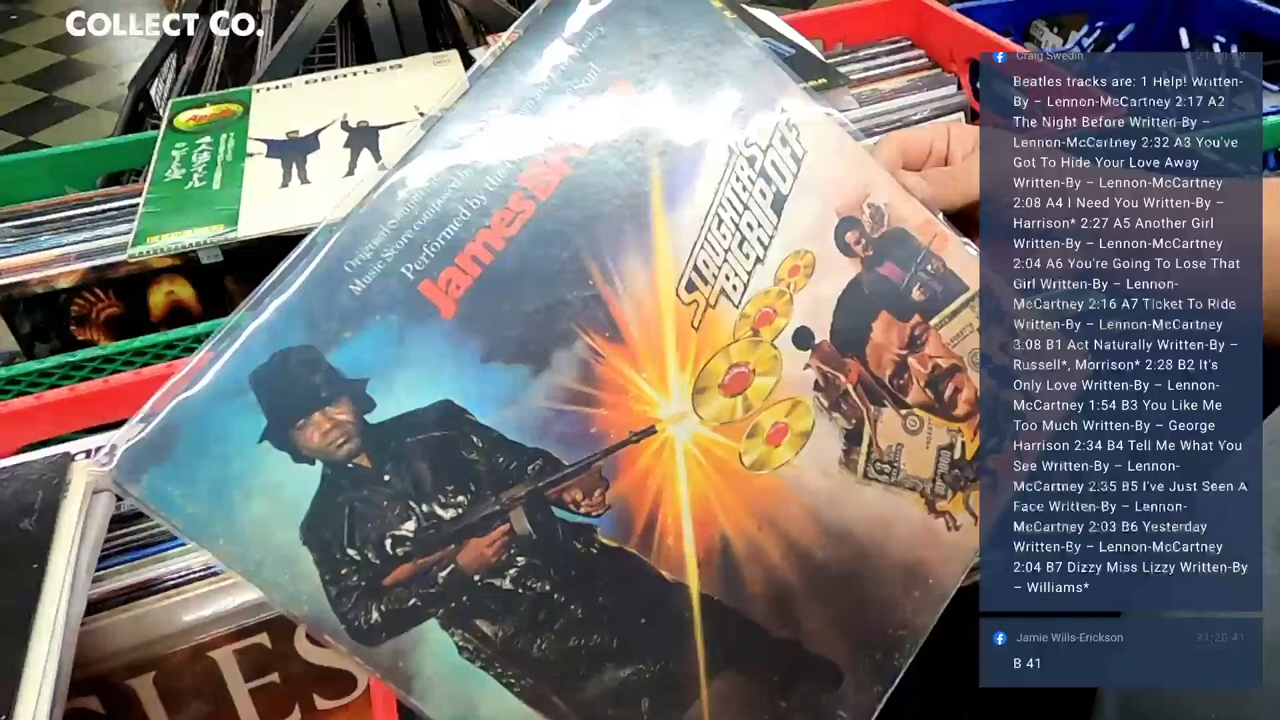 COLLECT CO.
THE BEATLES
Apple
Original Soundtrack
Music Score composed
Performed by the
Soul
James Br
SLAUGHTER'S
BIG RIP-OFF
LES
Craig Swedin
Beatles tracks are: 1 Help! Written-
By – Lennon-McCartney 2:17 A2
The Night Before Written-By –
Lennon-McCartney 2:32 A3 You've
Got To Hide Your Love Away
Written-By – Lennon-McCartney
2:08 A4 I Need You Written-By –
Harrison* 2:27 A5 Another Girl
Written-By – Lennon-McCartney
2:04 A6 You're Going To Lose That
Girl Written-By – Lennon-
McCartney 2:16 A7 Ticket To Ride
Written-By – Lennon-McCartney
3:08 B1 Act Naturally Written-By –
Russell*, Morrison* 2:28 B2 It's
Only Love Written-By – Lennon-
McCartney 1:54 B3 You Like Me
Too Much Written-By – George
Harrison 2:34 B4 Tell Me What You
See Written-By – Lennon-
McCartney 2:35 B5 I've Just Seen A
Face Written-By – Lennon-
McCartney 2:03 B6 Yesterday
Written-By – Lennon-McCartney
2:04 B7 Dizzy Miss Lizzy Written-By
– Williams*
Jamie Wills-Erickson
21:20:41
B 41